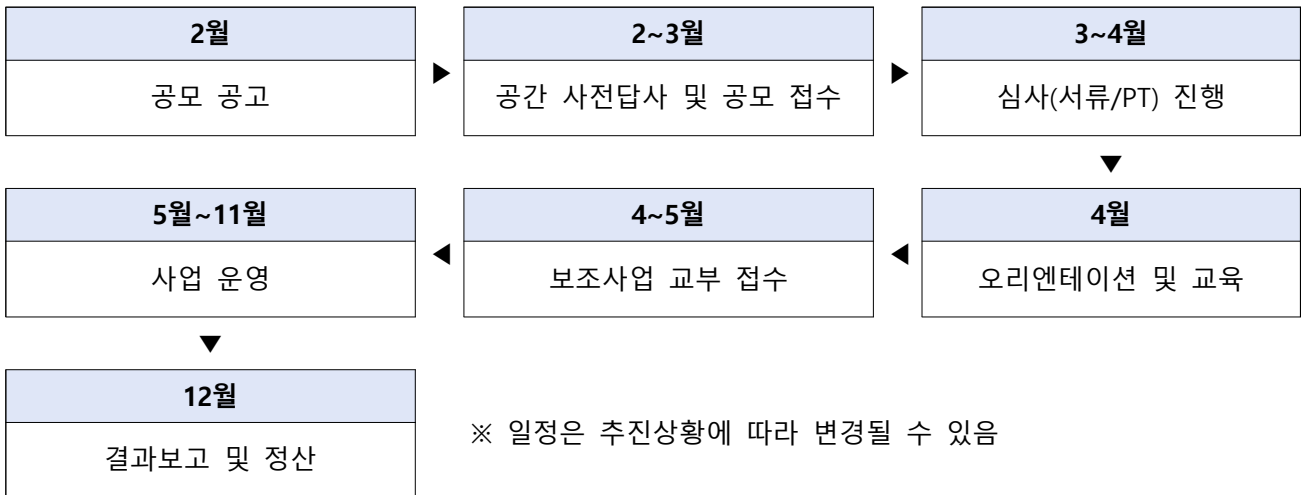 2월
공모 공고
▶
2~3월
공간 사전답사 및 공모 접수
▶
3~4월
심사(서류/PT) 진행
▼
4월
오리엔테이션 및 교육
◀
4~5월
보조사업 교부 접수
◀
5월~11월
사업 운영
▼
12월
결과보고 및 정산
※ 일정은 추진상황에 따라 변경될 수 있음